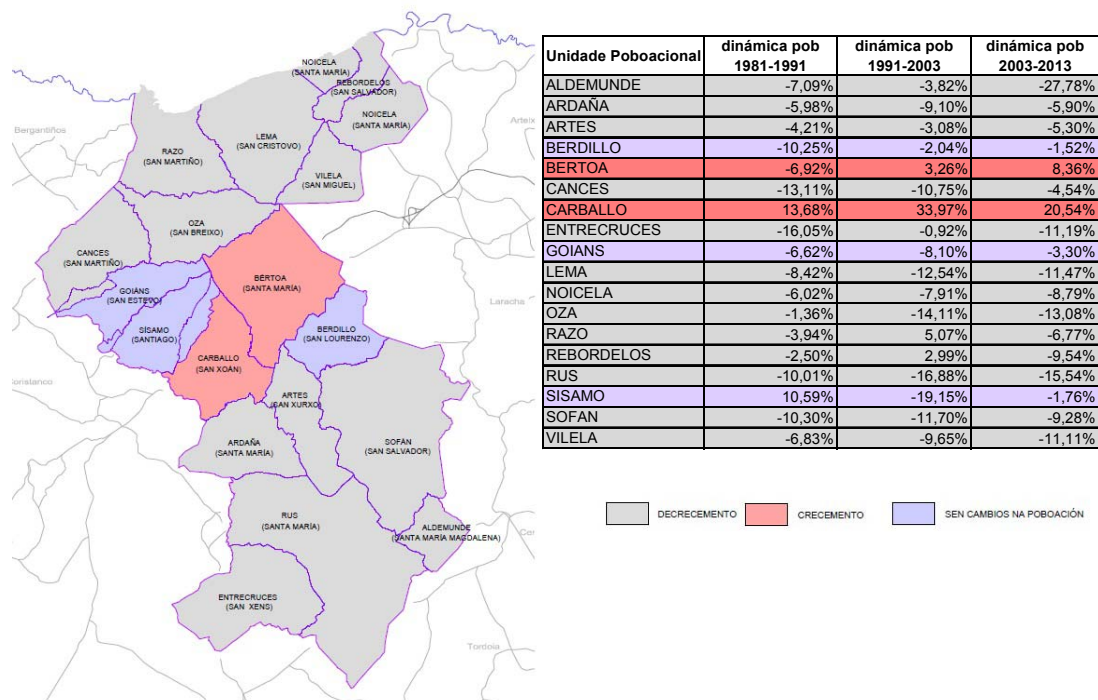 NOICELA
(SANTA MARÍA)
REBORDELOS
(SAN SALVADOR)
NOICELA
(SANTA MARÍA)
Bergantiños
LEMA
(SAN CRISTOVO)
RAZO
(SAN MARTIÑO)
VILELA
(SAN MIGUEL)
OZA
(SAN BREIXO)
CANCES
(SAN MARTIÑO)
BÉRTOA
(SANTA MARÍA)
GOIÁNS
(SAN ESTEVO)
Laracha
SÍSAMO
(SANTIAGO)
BERDILLO
(SAN LOURENZO)
CARBALLO
(SAN XOÁN)
ARTES
(SAN XURXO)
ARDAÑA
(SANTA MARÍA)
SOFÁN
(SAN SALVADOR)
RUS
(SANTA MARÍA)
ALDEMUNDE
(SANTA MARÍA MAGDALENA)
ENTRECRUCES
(SAN XENS)
Unidade Poboacional dinámica pob 1981-1991 dinámica pob 1991-2003 dinámica pob 2003-2013
ALDEMUNDE -7,09% -3,82% -27,78%
ARDAÑA -5,98% -9,10% -5,90%
ARTES -4,21% -3,08% -5,30%
BERDILLO -10,25% -2,04% -1,52%
BERTOA -6,92% 3,26% 8,36%
CANCES -13,11% -10,75% -4,54%
CARBALLO 13,68% 33,97% 20,54%
ENTRECRUCES -16,05% -0,92% -11,19%
GOIANS -6,62% -8,10% -3,30%
LEMA -8,42% -12,54% -11,47%
NOICELA -6,02% -7,91% -8,79%
OZA -1,36% -14,11% -13,08%
RAZO -3,94% 5,07% -6,77%
REBORDELOS -2,50% 2,99% -9,54%
RUS -10,01% -16,88% -15,54%
SISAMO 10,59% -19,15% -1,76%
SOFAN -10,30% -11,70% -9,28%
VILELA -6,83% -9,65% -11,11%
DECRECEMENTO CRECEMENTO SEN CAMBIOS NA POBOACIÓN